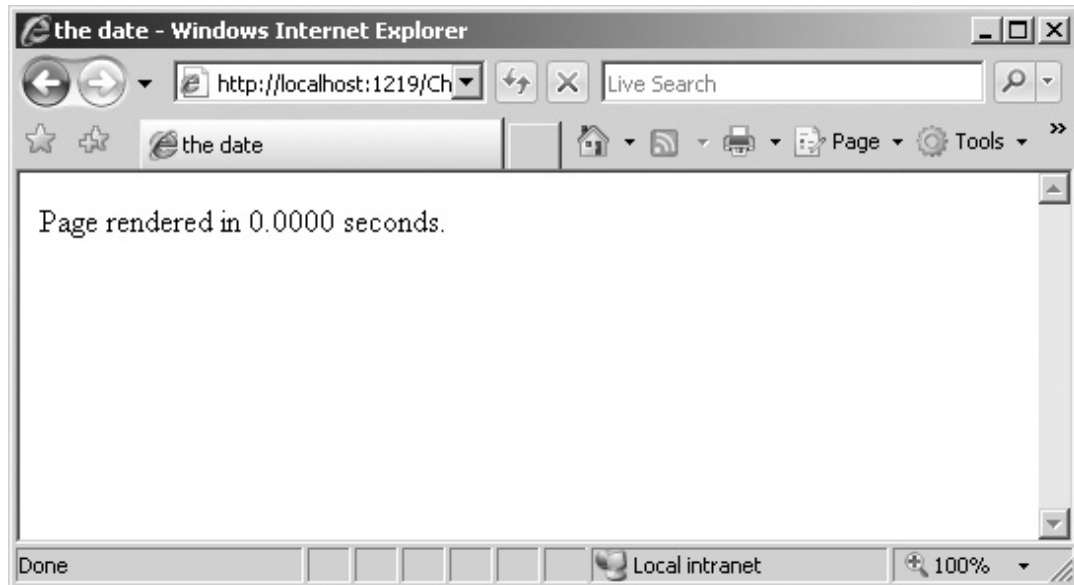 the date - Windows Internet Explorer
http://localhost:1219/Ch
Live Search
the date
Page
Tools
»
Page rendered in 0.0000 seconds.
Done
Local intranet
100%